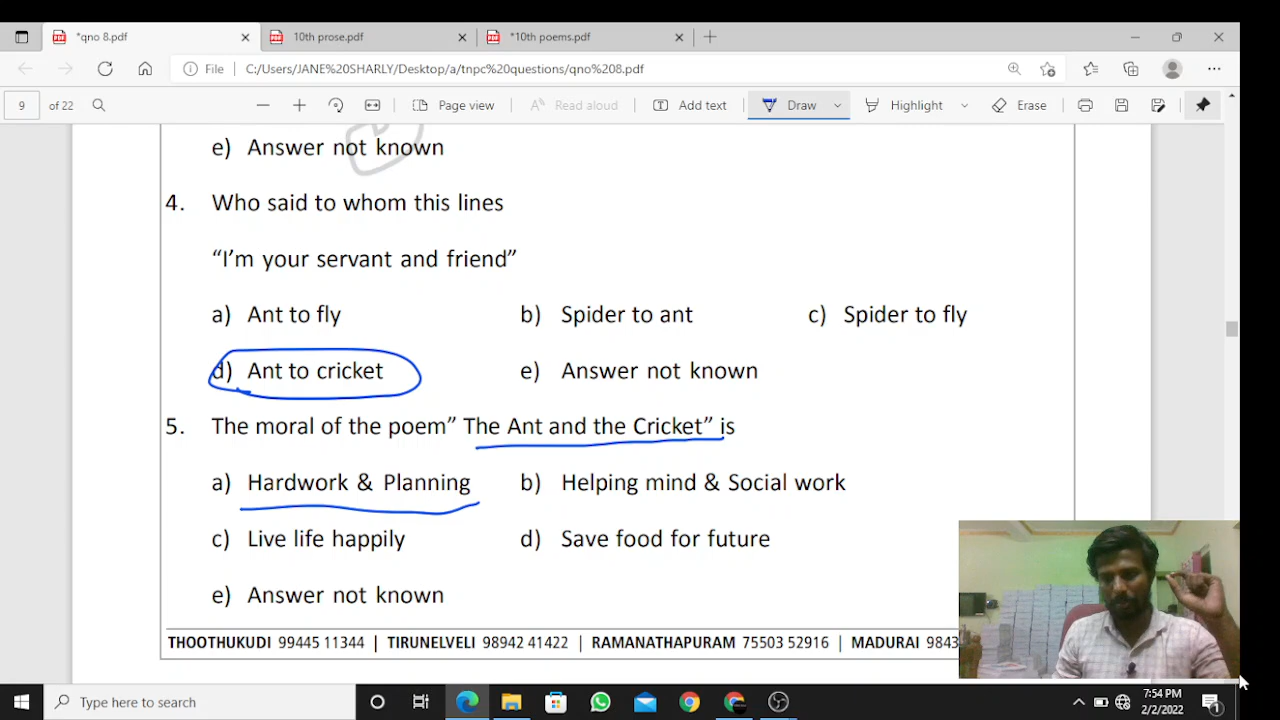 *qno 8.pdf
10th prose.pdf
*10th poems.pdf
File C:/Users/JANE%20SHARLY/Desktop/a/tnpc%20questions/qno%208.pdf
9 of 22 Page view Read aloud Add text Draw Highlight Erase
e) Answer not known
4. Who said to whom this lines
“I’m your servant and friend”
a) Ant to fly b) Spider to ant c) Spider to fly
d) Ant to cricket e) Answer not known
5. The moral of the poem” The Ant and the Cricket” is
a) Hardwork & Planning b) Helping mind & Social work
c) Live life happily d) Save food for future
e) Answer not known
THOOTHUKUDI 99445 11344 | TIRUNELVELI 98942 41422 | RAMANATHAPURAM 75503 52916 | MADURAI 9843
Type here to search
7:54 PM
2/2/2022